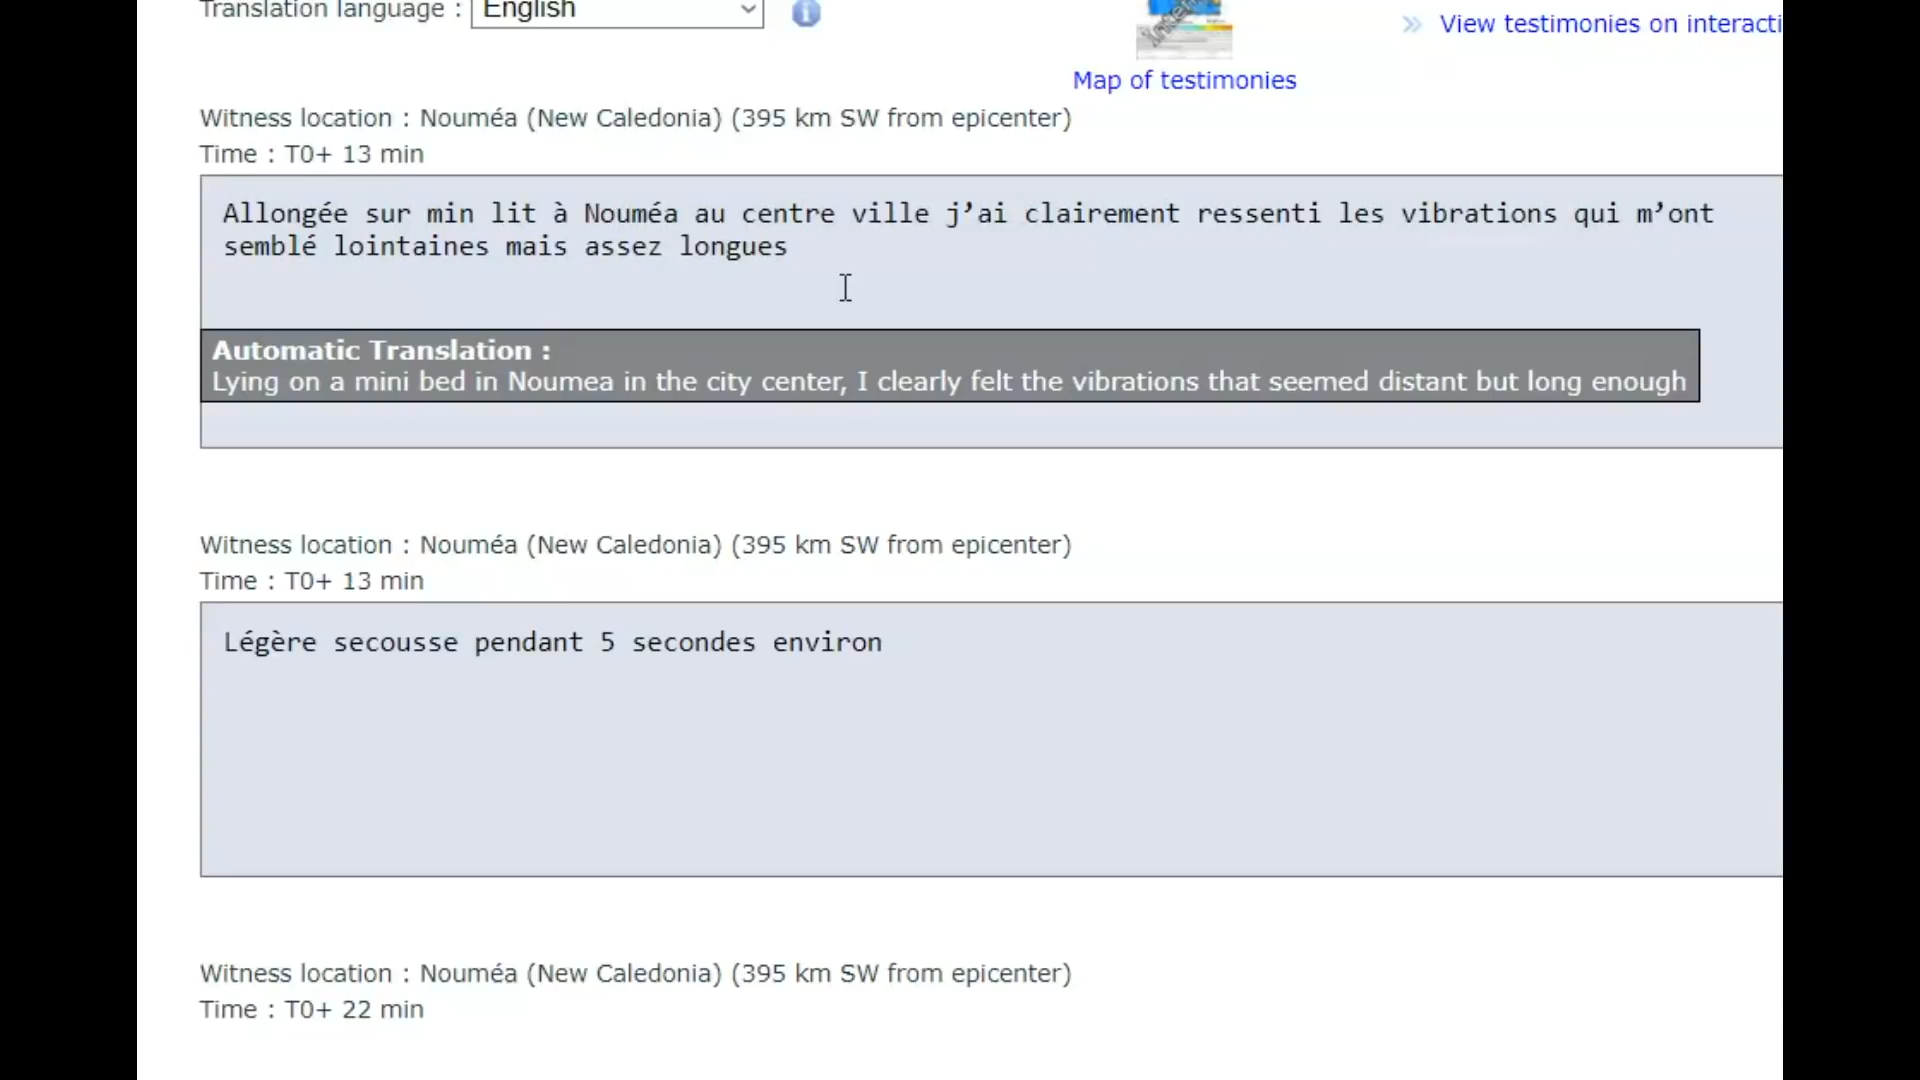 Translation language : English
View testimonies on interacti
Map of testimonies
Witness location : Nouméa (New Caledonia) (395 km SW from epicenter)
Time : T0+ 13 min
Allongée sur min lit à Nouméa au centre ville j’ai clairement ressenti les vibrations qui m’ont
semblé lointaines mais assez longues
Automatic Translation :
Lying on a mini bed in Noumea in the city center, I clearly felt the vibrations that seemed distant but long enough
Witness location : Nouméa (New Caledonia) (395 km SW from epicenter)
Time : T0+ 13 min
Légère secousse pendant 5 secondes environ
Witness location : Nouméa (New Caledonia) (395 km SW from epicenter)
Time : T0+ 22 min